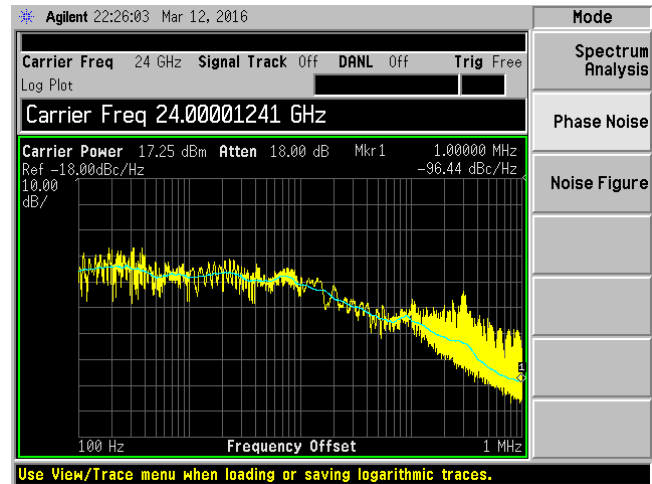 Agilent 22:26:03 Mar 12, 2016
Mode
Carrier Freq 24 GHz Signal Track Off DANL Off Trig Free
Log Plot
Carrier Freq 24.00001241 GHz
Carrier Power 17.25 dBm Atten 18.00 dB Mkr1 1.00000 MHz
Ref -18.00dBc/Hz -96.44 dBc/Hz
10.00
dB/
1
100 Hz Frequency Offset 1 MHz
Spectrum
Analysis
Phase Noise
Noise Figure
Use View/Trace menu when loading or saving logarithmic traces.